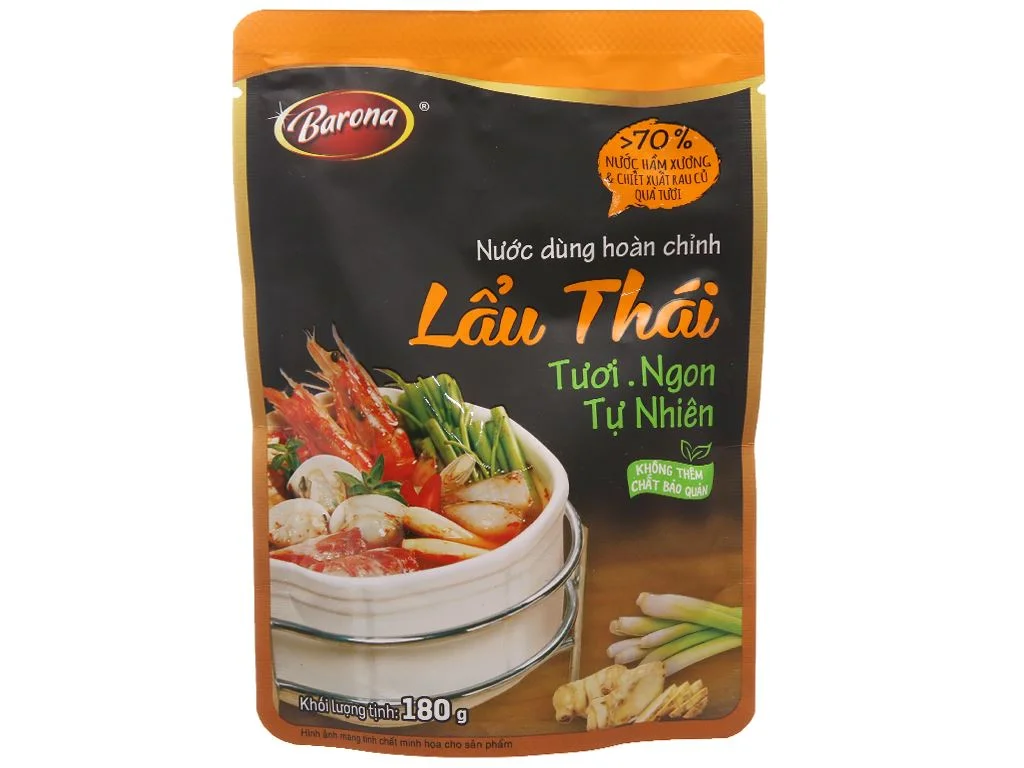 Barona ®
>70%
NƯỚC HẦM XƯƠNG
& CHIẾT XUẤT RAU CỦ
QUẢ TƯƠI
Nước dùng hoàn chỉnh
Lẩu Thái
Tươi . Ngon
Tự Nhiên
KHÔNG THÊM
CHẤT BẢO QUẢN
Khối lượng tịnh: 180 g
Hình ảnh mang tính chất minh họa cho sản phẩm